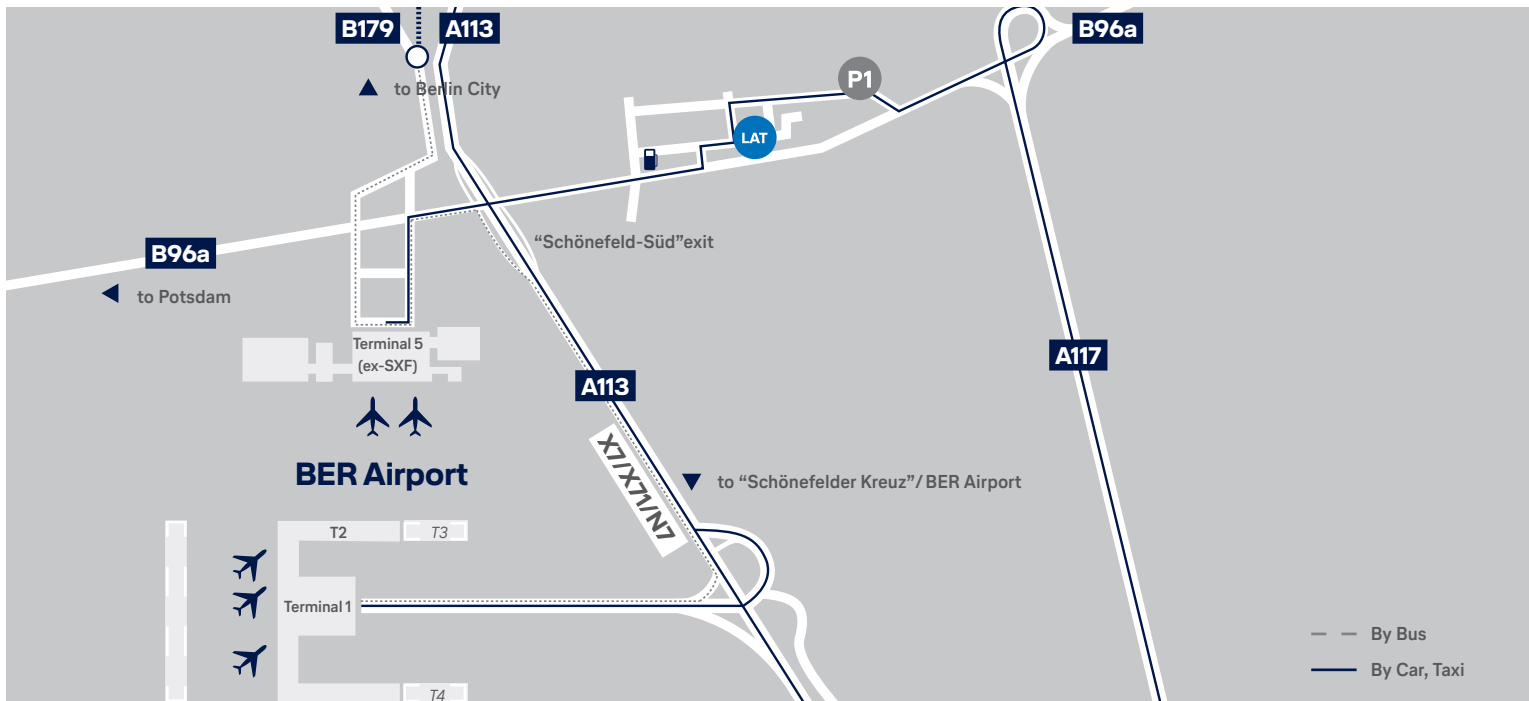 B179
A113
B96a
to Berlin City
P1
LAT
B96a
“Schönefeld-Süd”exit
to Potsdam
Terminal 5
(ex-SXF)
A117
A113
BER Airport
X7/X71/N7
to “Schönefelder Kreuz”/BER Airport
T2
T3
Terminal 1
By Bus
By Car, Taxi
T4